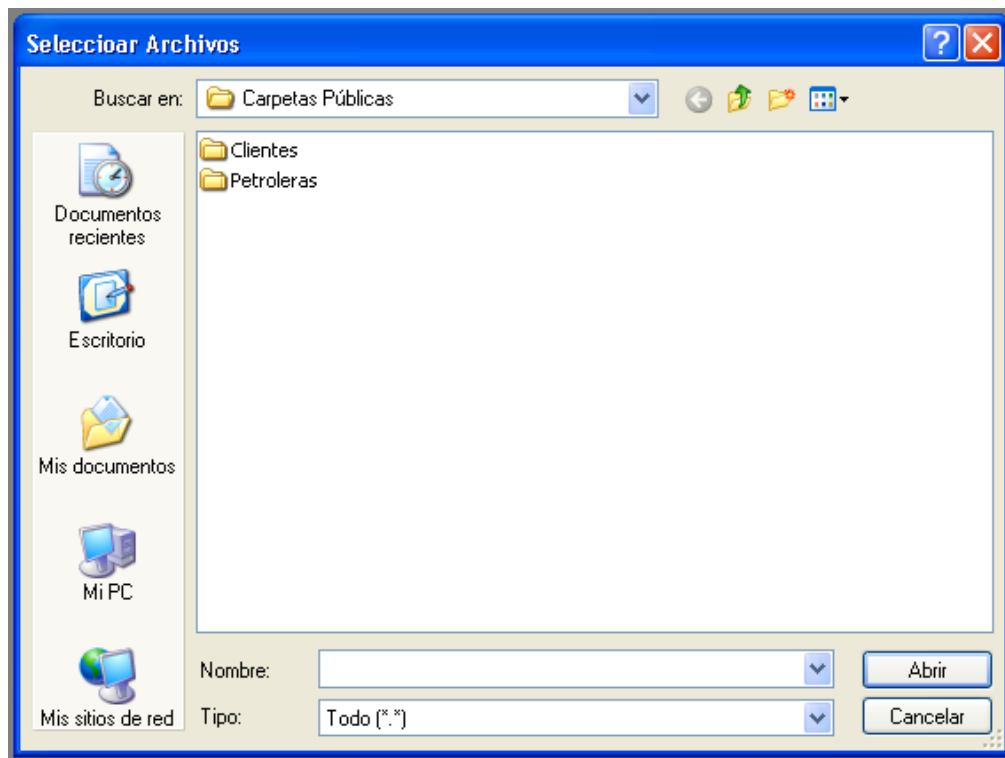 Seleccioar Archivos
Buscar en: Carpetas Públicas
Clientes
Petroleras
Documentos
recientes
Escritorio
Mis documentos
Mi PC
Mis sitios de red
Nombre:
Abrir
Tipo: Todo (*.*)
Cancelar